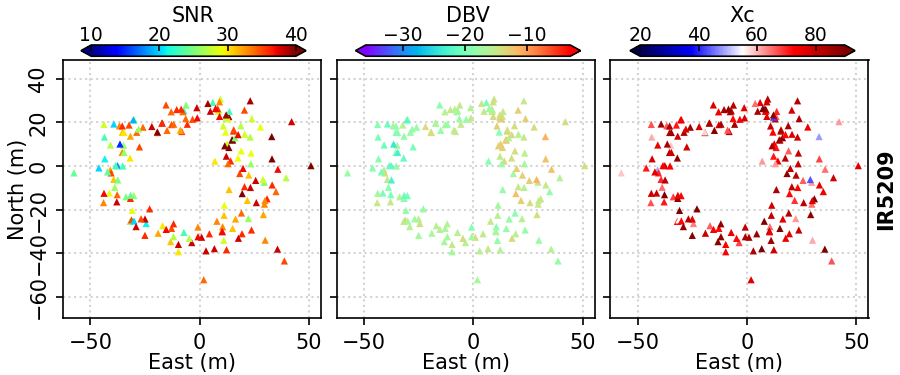 SNR DBV Xc
10 20 30 40 −30 −20 −10 20 40 60 80
40
20
0
−20
−40
−60
North (m)
−50 0 50 −50 0 50 −50 0 50
East (m) East (m) East (m)
IR5209